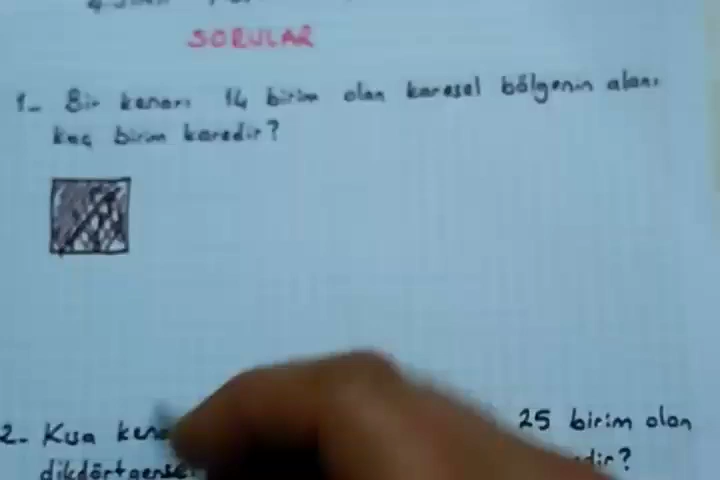 SORULAR
1- Bir kenarı 14 birim olan karesel bölgenin alanı
kaç birim karedir?
2- Kısa 25 birim olan